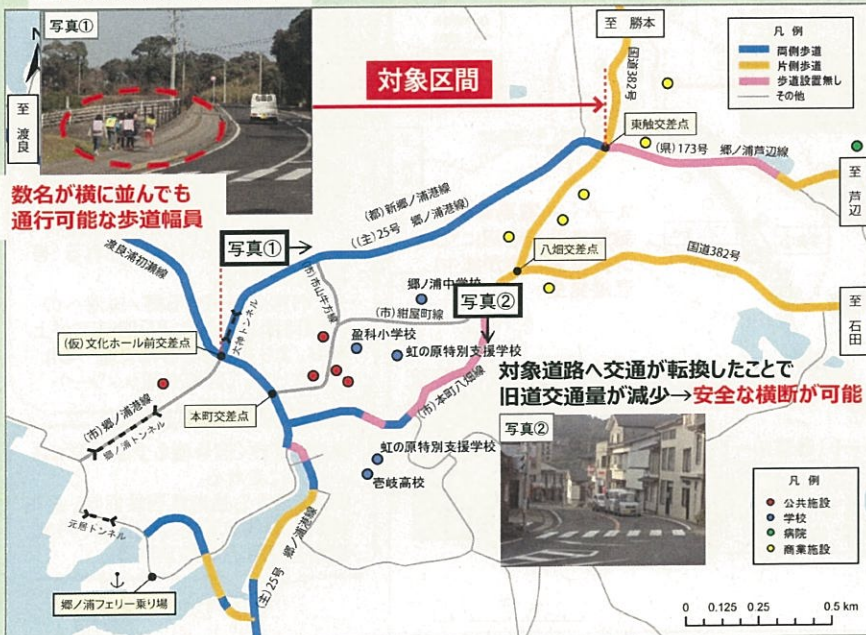 写真①
N
至 渡良
数名が横に並んでも
通行可能な歩道幅員
対象区間
至 勝本
国道382号
凡 例
両側歩道
片側歩道
歩道設置無し
その他
東触交差点
(県)173号 郷ノ浦芦辺線
至 芦辺
(都)新郷ノ浦港線
((主)25号 郷ノ浦港線)
写真①
渡良浦初瀬線
八畑交差点
国道382号
至 石田
(市)市山牛方線
郷ノ浦中学校
(市)紺屋町線
写真②
大神トンネル
(仮)文化ホール前交差点
盈科小学校
虹の原特別支援学校
(市)本町八畑線
対象道路へ交通が転換したことで
旧道交通量が減少→安全な横断が可能
写真②
(市)郷ノ浦港線
郷ノ浦トンネル
本町交差点
虹の原特別支援学校
壱岐高校
元居トンネル
(主)25号 郷ノ浦港線
郷ノ浦フェリー乗り場
凡 例
公共施設
学校
病院
商業施設
0 0.125 0.25 0.5 km